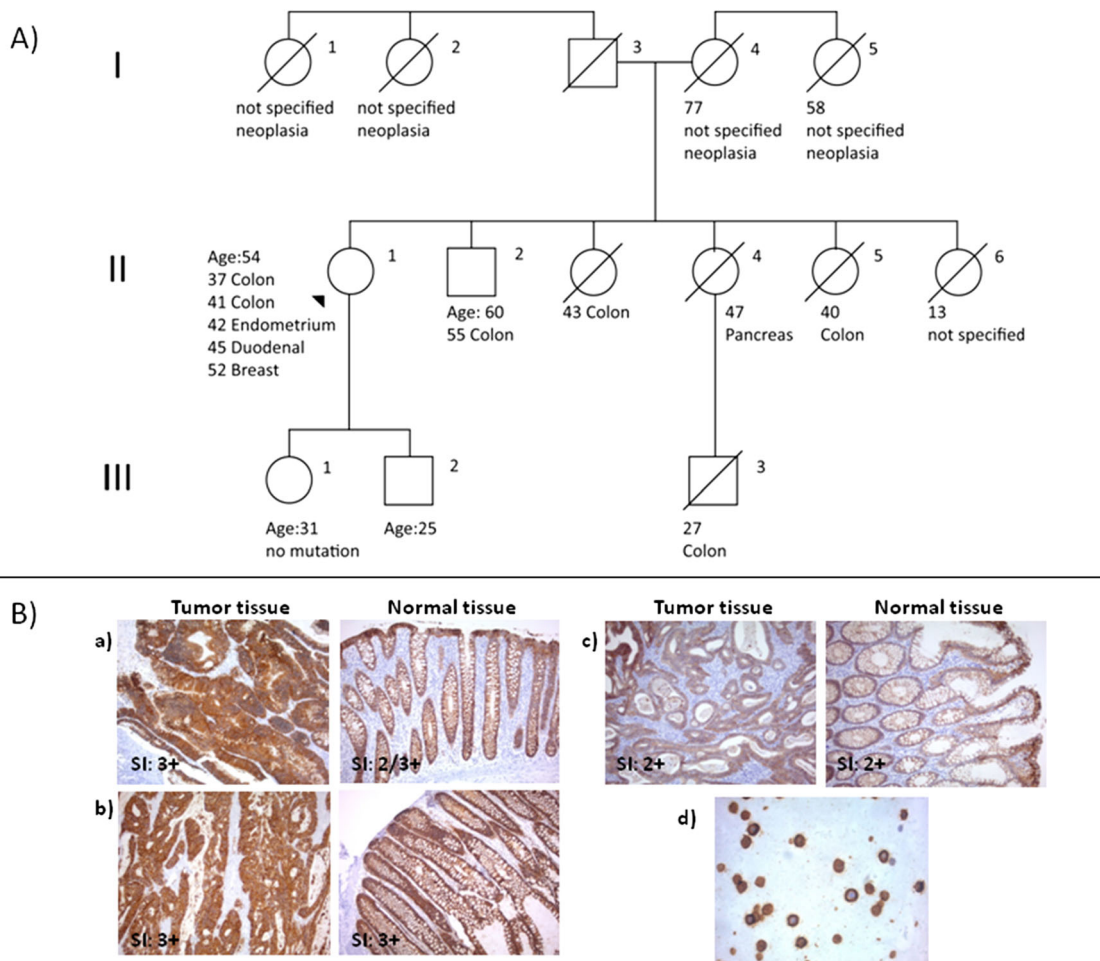 A)
I
1
2
3
4
5
not specified
neoplasia
not specified
neoplasia
77
not specified
neoplasia
58
not specified
neoplasia
II
Age:54
37 Colon
41 Colon
42 Endometrium
45 Duodenal
52 Breast
1
2
Age: 60
55 Colon
3
43 Colon
4
47
Pancreas
5
40
Colon
6
13
not specified
III
1
Age:31
no mutation
2
Age:25
3
27
Colon
B)
Tumor tissue
Normal tissue
a)
SI: 3+
SI: 2/3+
b)
SI: 3+
SI: 3+
Tumor tissue
Normal tissue
c)
SI: 2+
SI: 2+
d)